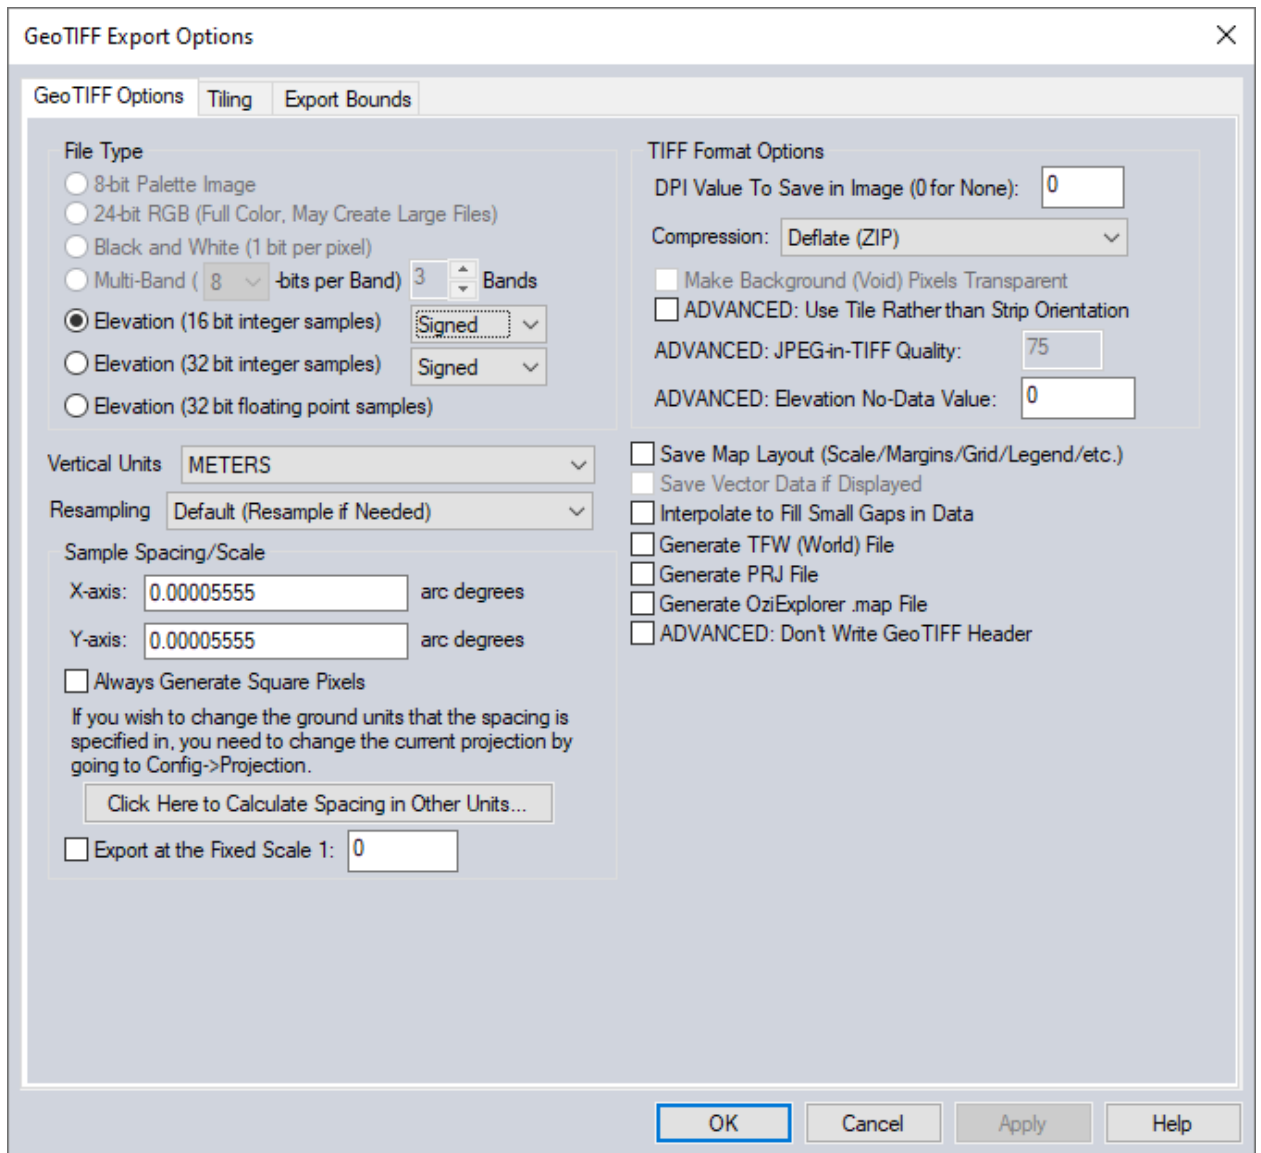 GeoTIFF Export Options
GeoTIFF Options Tiling Export Bounds
File Type
8-bit Palette Image
24-bit RGB (Full Color, May Create Large Files)
Black and White (1 bit per pixel)
Multi-Band ( 8 -bits per Band) 3 Bands
Elevation (16 bit integer samples) Signed
Elevation (32 bit integer samples) Signed
Elevation (32 bit floating point samples)
Vertical Units METERS
Resampling Default (Resample if Needed)
Sample Spacing/Scale
X-axis: 0.00005555 arc degrees
Y-axis: 0.00005555 arc degrees
Always Generate Square Pixels
If you wish to change the ground units that the spacing is
specified in, you need to change the current projection by
going to Config->Projection.
Click Here to Calculate Spacing in Other Units...
Export at the Fixed Scale 1: 0
TIFF Format Options
DPI Value To Save in Image (0 for None): 0
Compression: Deflate (ZIP)
Make Background (Void) Pixels Transparent
ADVANCED: Use Tile Rather than Strip Orientation
ADVANCED: JPEG-in-TIFF Quality: 75
ADVANCED: Elevation No-Data Value: 0
Save Map Layout (Scale/Margins/Grid/Legend/etc.)
Save Vector Data if Displayed
Interpolate to Fill Small Gaps in Data
Generate TFW (World) File
Generate PRJ File
Generate OziExplorer .map File
ADVANCED: Don't Write GeoTIFF Header
OK Cancel Apply Help